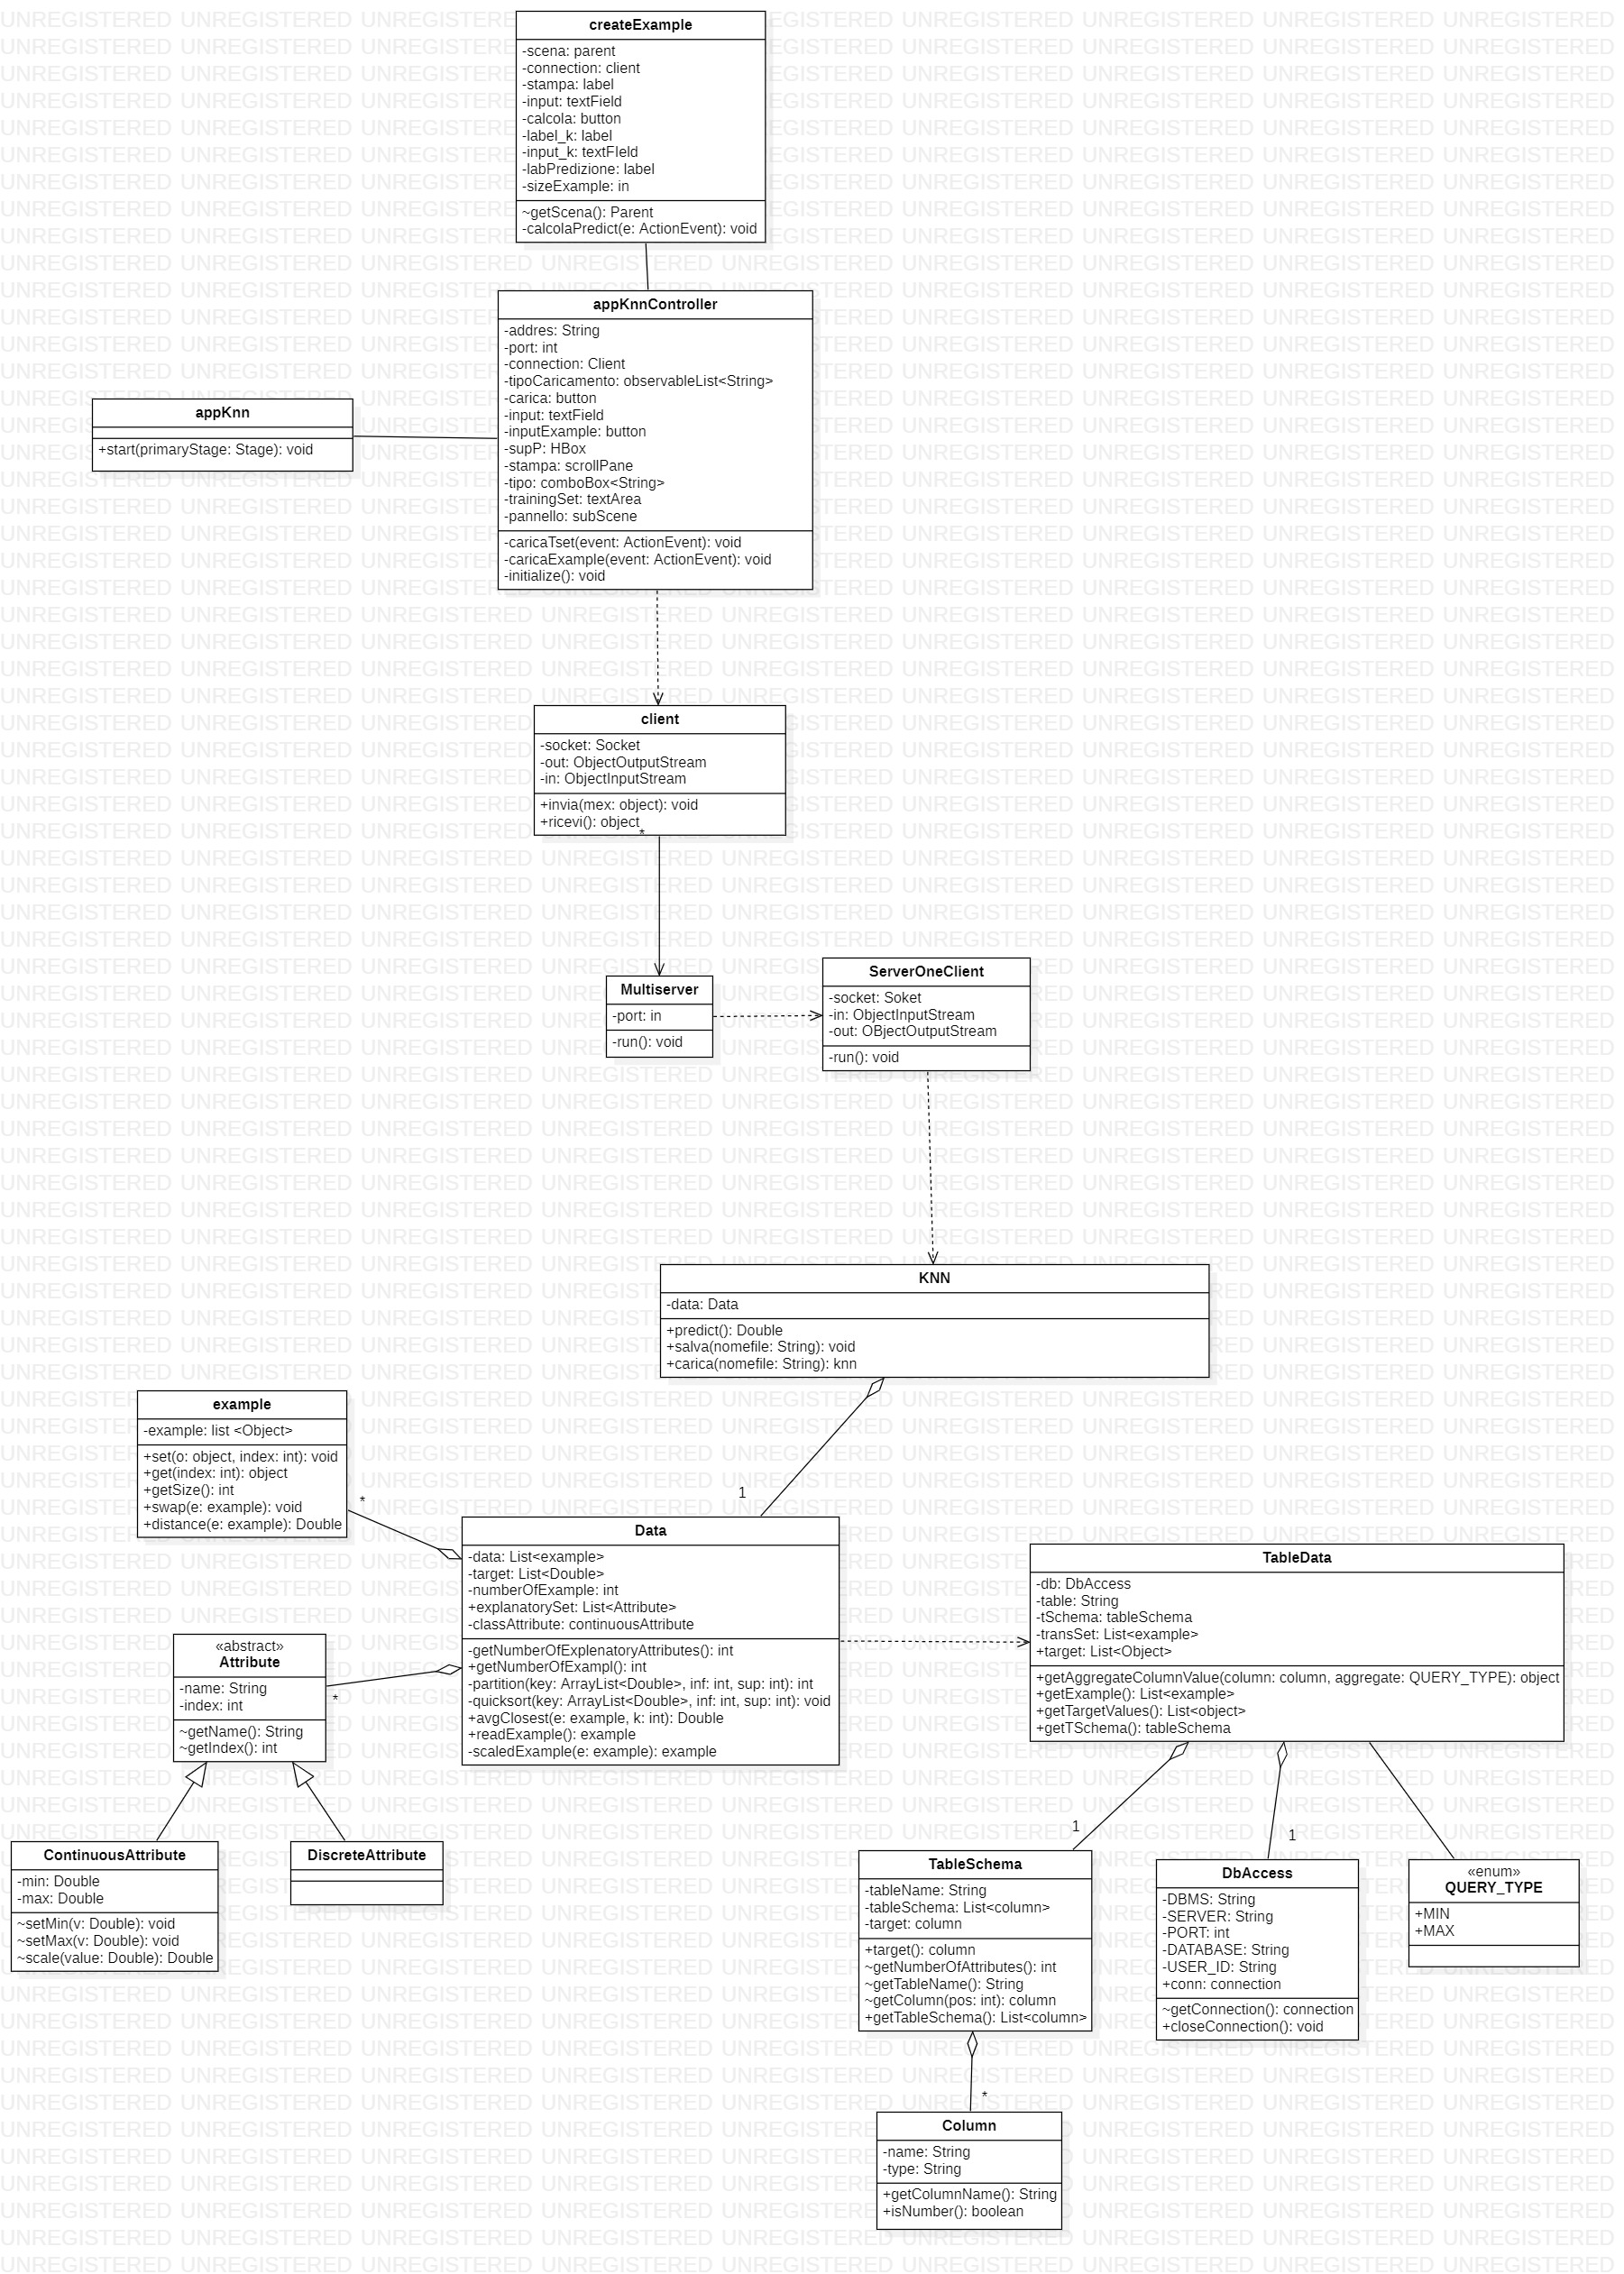 createExample
-scena: parent
-connection: client
-stampa: label
-input: textField
-calcola: button
-label_k: label
-input_k: textFIeld
-labPredizione: label
-sizeExample: in
~getScena(): Parent
-calcolaPredict(e: ActionEvent): void
appKnnController
-addres: String
-port: int
-connection: Client
-tipoCaricamento: observableList<String>
-carica: button
-input: textField
-inputExample: button
-supP: HBox
-stampa: scrollPane
-tipo: comboBox<String>
-trainingSet: textArea
-pannello: subScene
-caricaTset(event: ActionEvent): void
-caricaExample(event: ActionEvent): void
-initialize(): void
appKnn
+start(primaryStage: Stage): void
client
-socket: Socket
-out: ObjectOutputStream
-in: ObjectInputStream
+invia(mex: object): void
+ricevi(): object
*
Multiserver
-port: in
-run(): void
ServerOneClient
-socket: Soket
-in: ObjectInputStream
-out: OBjectOutputStream
-run(): void
KNN
-data: Data
+predict(): Double
+salva(nomefile: String): void
+carica(nomefile: String): knn
1
example
-example: list <Object>
+set(o: object, index: int): void
+get(index: int): object
+getSize(): int
+swap(e: example): void
+distance(e: example): Double
*
Data
-data: List<example>
-target: List<Double>
-numberOfExample: int
+explanatorySet: List<Attribute>
-classAttribute: continuousAttribute
-getNumberOfExplenatoryAttributes(): int
+getNumberOfExampl(): int
-partition(key: ArrayList<Double>, inf: int, sup: int): int
-quicksort(key: ArrayList<Double>, inf: int, sup: int): void
+avgClosest(e: example, k: int): Double
+readExample(): example
-scaledExample(e: example): example
TableData
-db: DbAccess
-table: String
-tSchema: tableSchema
-transSet: List<example>
+target: List<Object>
+getAggregateColumnValue(column: column, aggregate: QUERY_TYPE): object
+getExample(): List<example>
+getTargetValues(): List<object>
+getTSchema(): tableSchema
«abstract»
Attribute
-name: String
-index: int
~getName(): String
~getIndex(): int
*
ContinuousAttribute
-min: Double
-max: Double
~setMin(v: Double): void
~setMax(v: Double): void
~scale(value: Double): Double
DiscreteAttribute
1
1
TableSchema
-tableName: String
-tableSchema: List<column>
-target: column
+target(): column
~getNumberOfAttributes(): int
~getTableName(): String
~getColumn(pos: int): column
+getTableSchema(): List<column>
DbAccess
-DBMS: String
-SERVER: String
-PORT: int
-DATABASE: String
-USER_ID: String
+conn: connection
~getConnection(): connection
+closeConnection(): void
«enum»
QUERY_TYPE
+MIN
+MAX
*
Column
-name: String
-type: String
+getColumnName(): String
+isNumber(): boolean